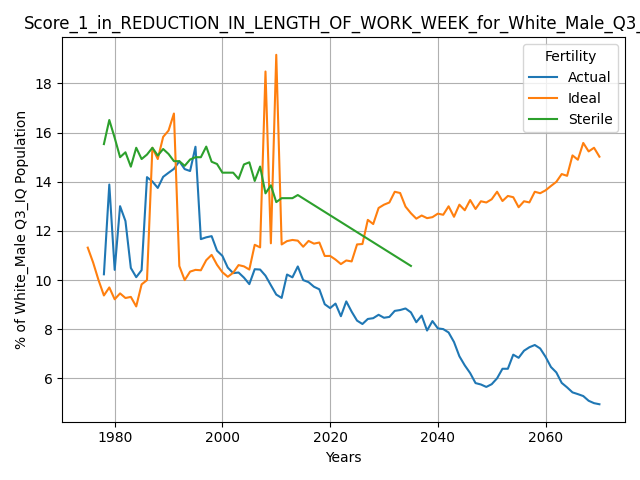 Score_1_in_REDUCTION_IN_LENGTH_OF_WORK_WEEK_for_White_Male_Q3_
Fertility
Actual
Ideal
Sterile
% of White_Male Q3_IQ Population
18
16
14
12
10
8
6
1980 2000 2020 2040 2060
Years